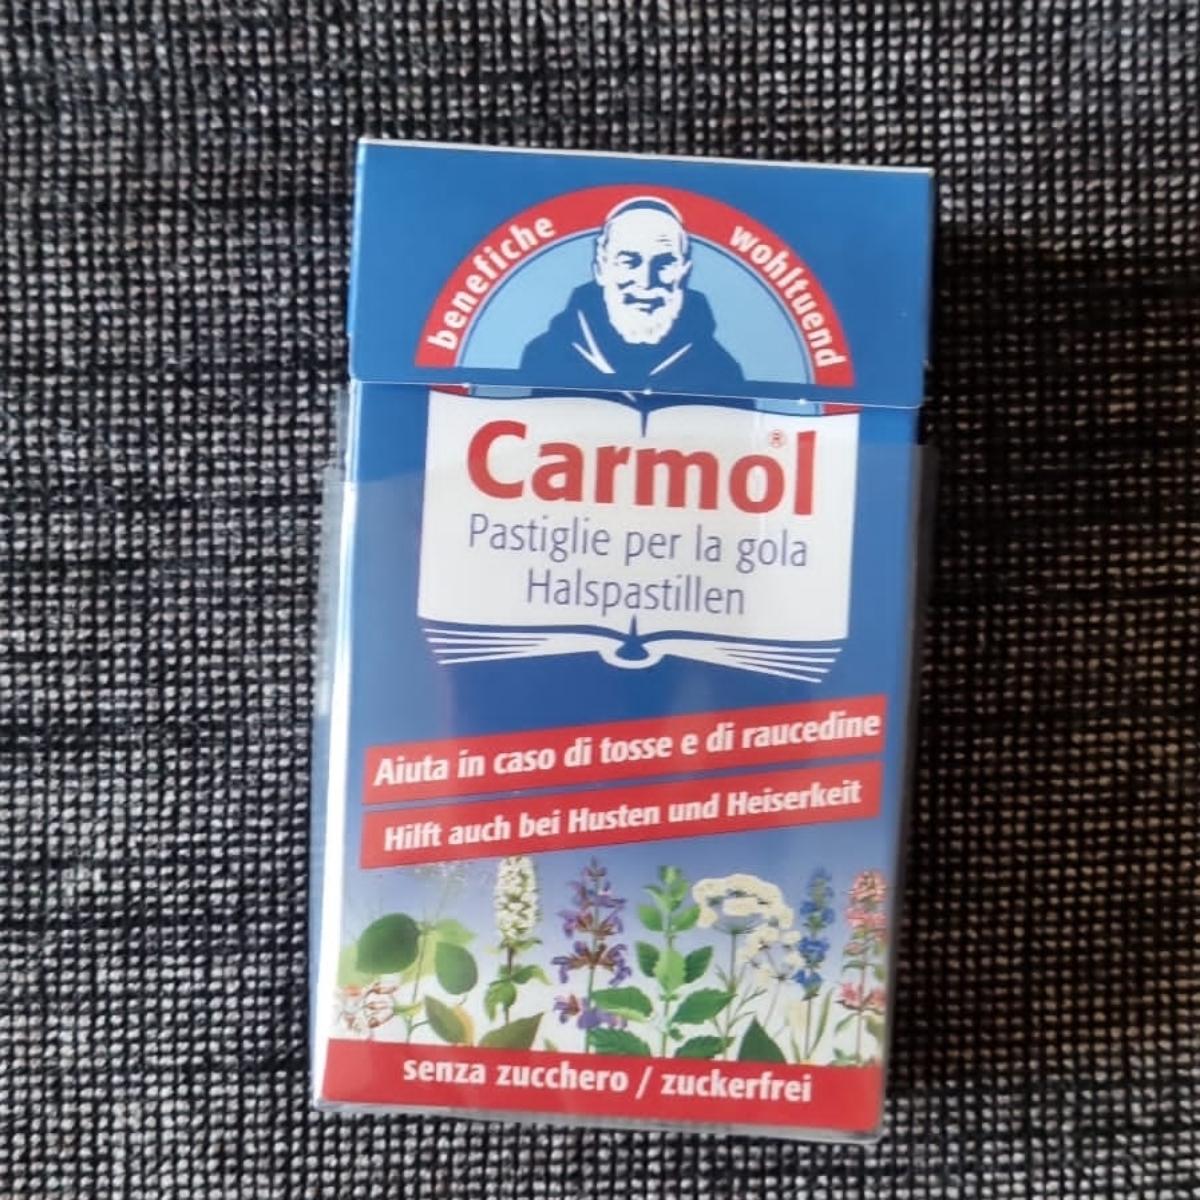 benefiche wohltuend
Carmol®
Pastiglie per la gola
Halspastillen
Aiuta in caso di tosse e di raucedine
Hilft auch bei Husten und Heiserkeit
senza zucchero / zuckerfrei